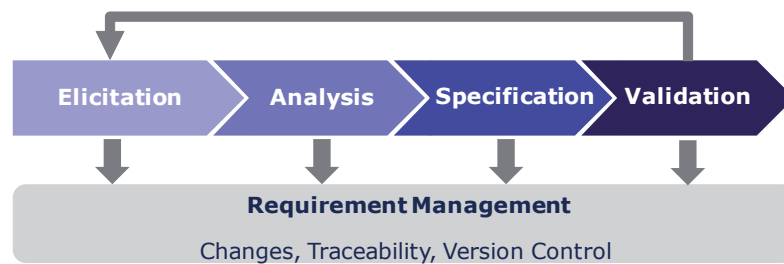 Elicitation Analysis Specification Validation
Requirement Management
Changes, Traceability, Version Control